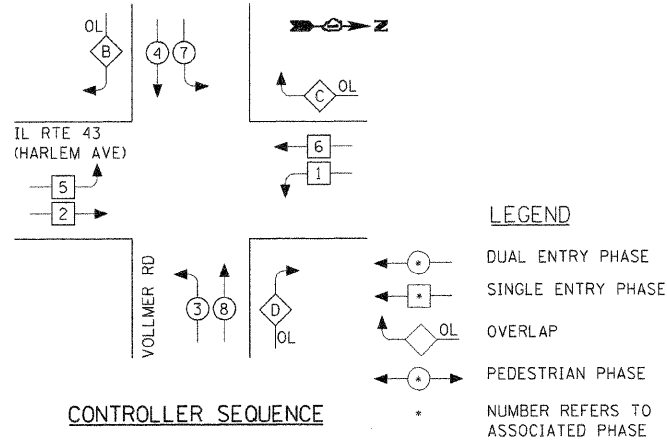 OL
B
4
7
N
C
OL
IL RTE 43
(HARLEM AVE)
6
1
5
2
VOLLMER RD
3
8
D
OL
CONTROLLER SEQUENCE
LEGEND
* DUAL ENTRY PHASE
* SINGLE ENTRY PHASE
OL OVERLAP
* PEDESTRIAN PHASE
* NUMBER REFERS TO
ASSOCIATED PHASE